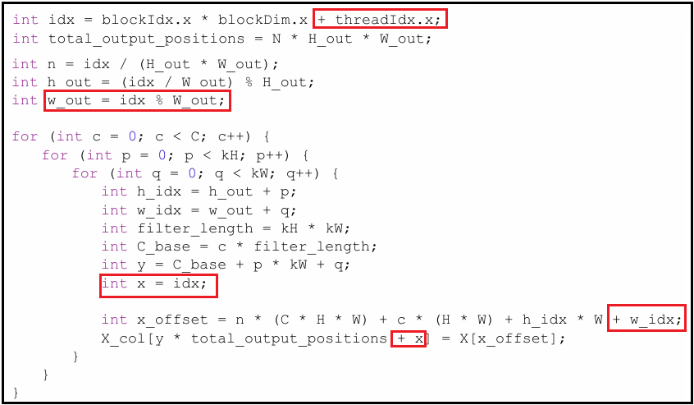 int idx = blockIdx.x * blockDim.x + threadIdx.x;
int total_output_positions = N * H_out * W_out;
int n = idx / (H_out * W_out);
int h_out = (idx / W_out) % H_out;
int w_out = idx % W_out;
for (int c = 0; c < C; c++) {
for (int p = 0; p < kH; p++) {
for (int q = 0; q < kW; q++) {
int h_idx = h_out + p;
int w_idx = w_out + q;
int filter_length = kH * kW;
int C_base = c * filter_length;
int y = C_base + p * kW + q;
int x = idx;
int x_offset = n * (C * H * W) + c * (H * W) + h_idx * W + w_idx;
X_col[y * total_output_positions + x] = X[x_offset];
}
}
}